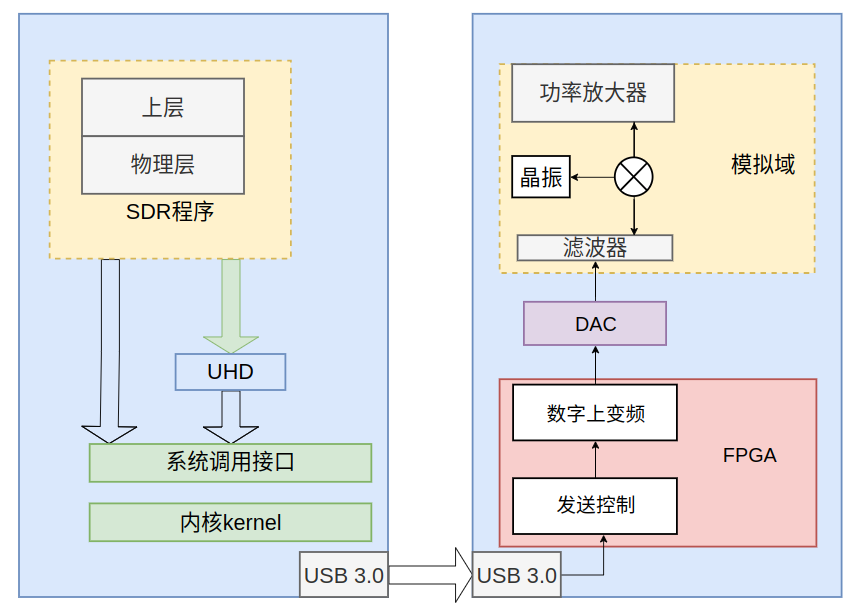 上层
物理层
SDR程序
UHD
系统调用接口
内核kernel
USB 3.0
功率放大器
晶振
模拟域
滤波器
DAC
数字上变频
FPGA
发送控制
USB 3.0